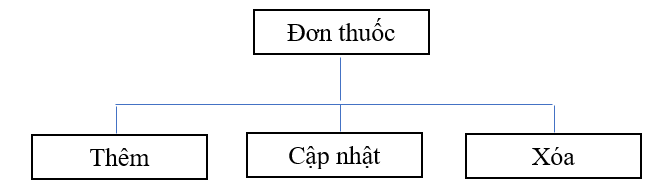 Đơn thuốc
Thêm
Cập nhật
Xóa